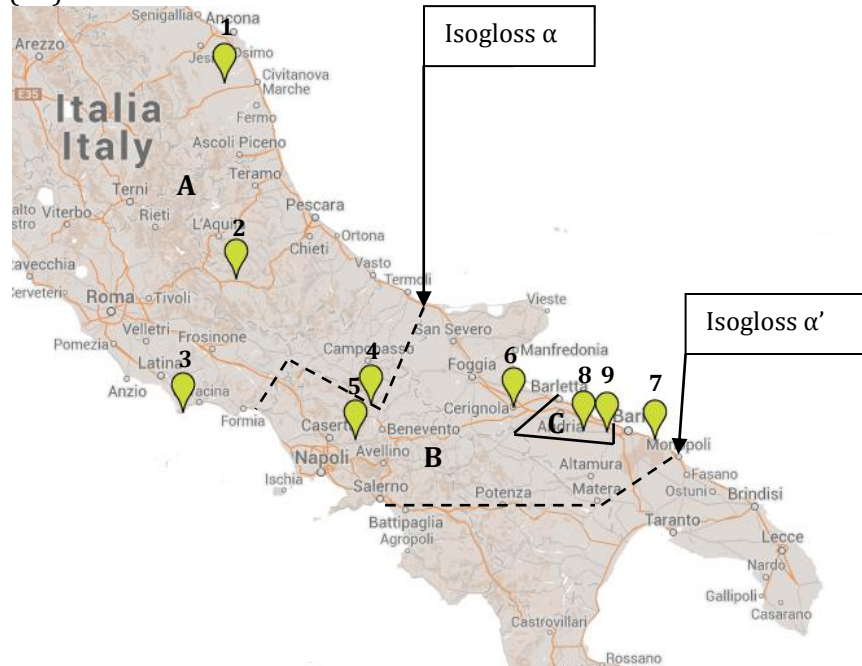 Senigallia
Ancona
1
Isogloss α
Arezzo
Jesi
Osimo
Civitanova
Marche
E35
Italia
Italy
Fermo
Ascoli Piceno
A
Teramo
Terni
Viterbo
Rieti
2
L'Aquila
Pescara
Chieti
Ortona
Vasto
Termoli
Roma
Tivoli
Isogloss α’
Vieste
San Severo
Velletri
Pomezia
Frosinone
Campobasso
Manfredonia
3
Latina
4
Foggia
6
Anzio
5
Barletta
8
9
7
Formia
Cerignola
C
Andria
Bari
Monopoli
Caserta
Benevento
B
Napoli
Avellino
Altamura
Fasano
Ischia
Salerno
Potenza
Matera
Ostuni
Brindisi
Battipaglia
Agropoli
Taranto
Lecce
Nardo
Gallipoli
Casarano
Castrovillari
Rossano